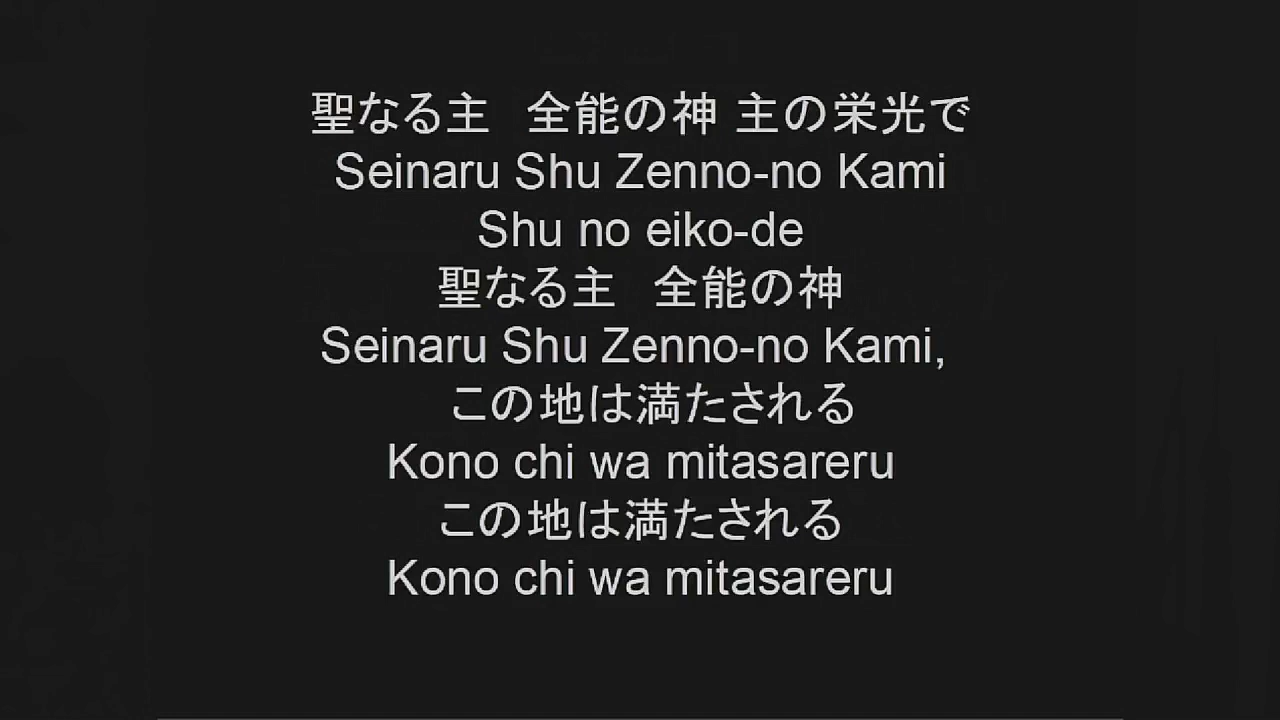 聖なる主　全能の神 主の栄光で
Seinaru Shu Zenno-no Kami
Shu no eiko-de
聖なる主　全能の神
Seinaru Shu Zenno-no Kami,
この地は満たされる
Kono chi wa mitasareru
この地は満たされる
Kono chi wa mitasareru